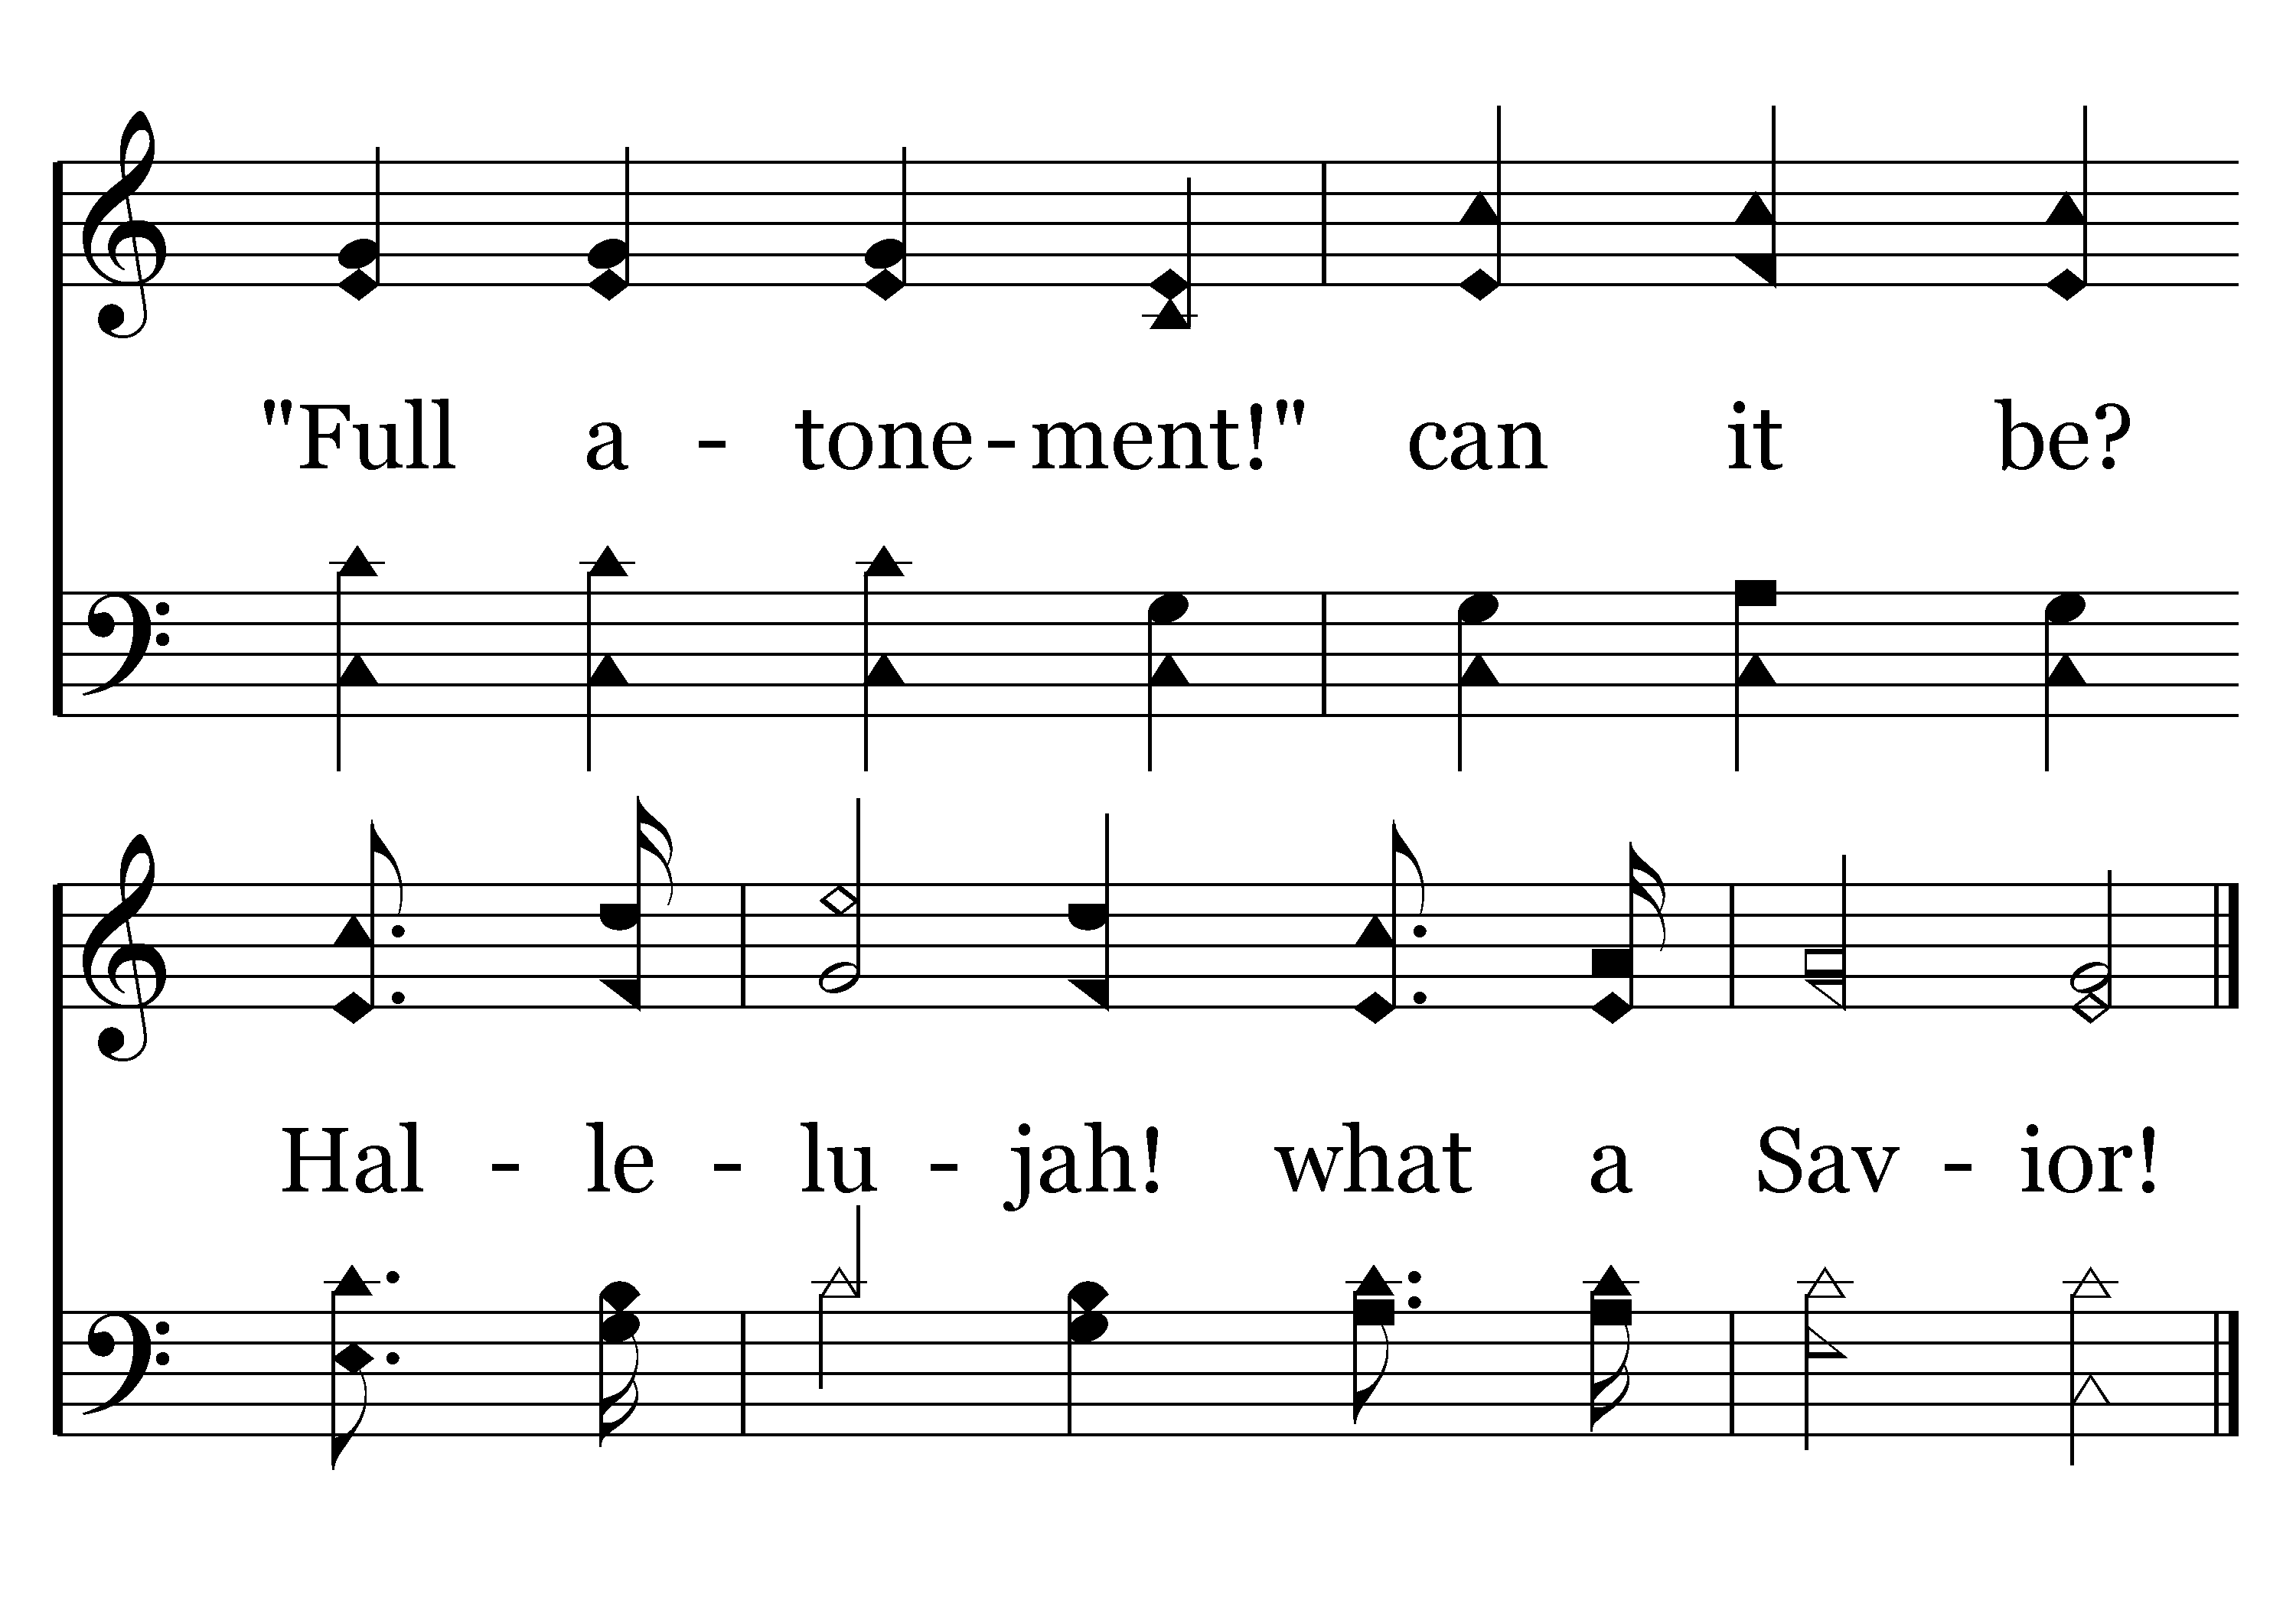 "Full a - tone - ment!" can it be?
Hal - le - lu - jah! what a Sav - ior!